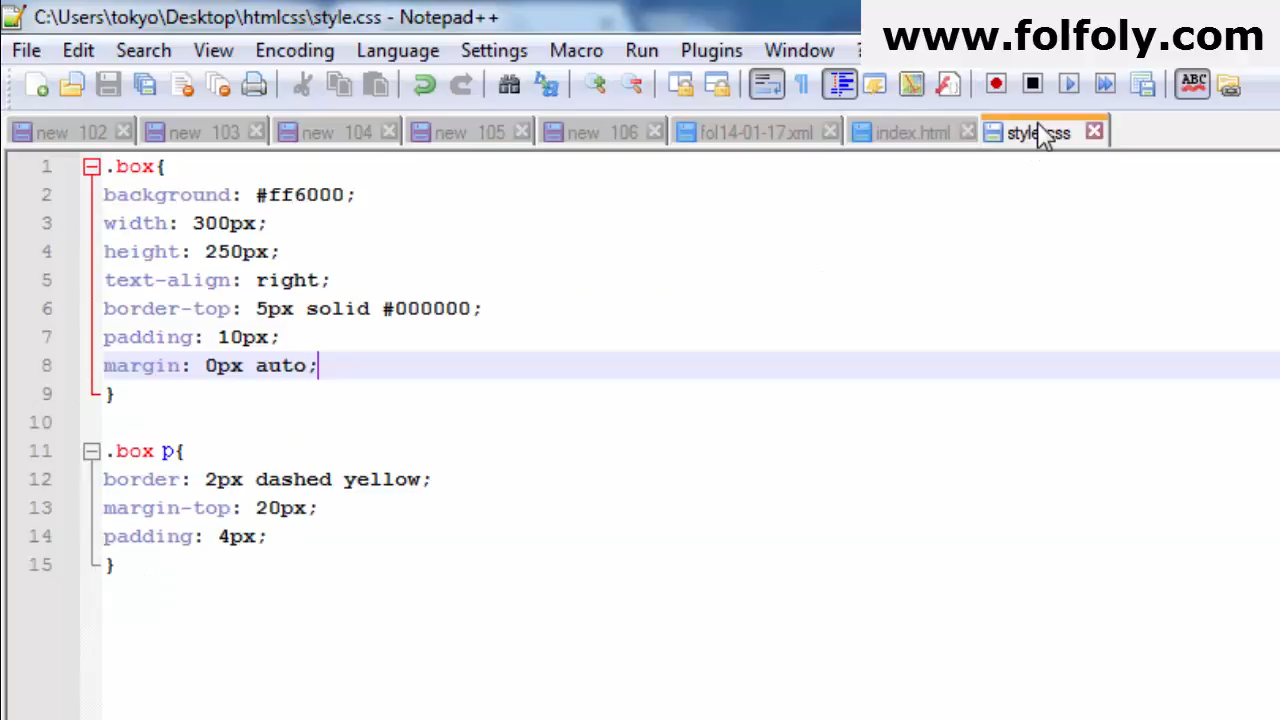 C:\Users\tokyo\Desktop\htmlcss\style.css - Notepad++
www.folfoly.com
File Edit Search View Encoding Language Settings Macro Run Plugins Window ?
ABC
new 102 new 103 new 104 new 105 new 106 fol14-01-17.xml index.html style.css
1 .box{
2 background: #ff6000;
3 width: 300px;
4 height: 250px;
5 text-align: right;
6 border-top: 5px solid #000000;
7 padding: 10px;
8 margin: 0px auto;
9 }
10
11 .box p{
12 border: 2px dashed yellow;
13 margin-top: 20px;
14 padding: 4px;
15 }